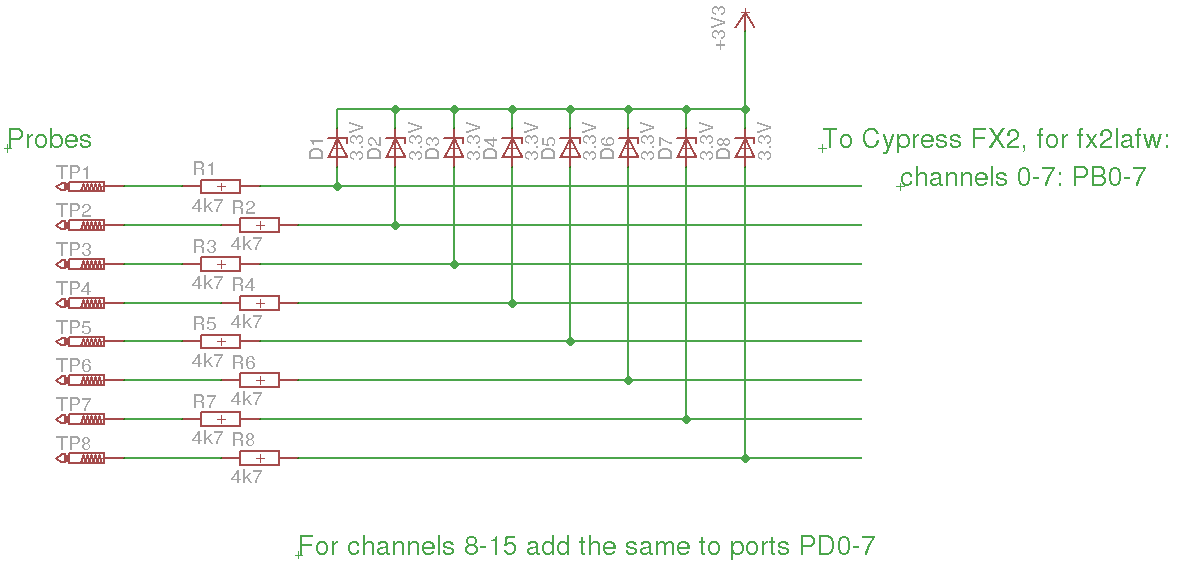 +3V3
Probes
D1 3.3V D2 3.3V D3 3.3V D4 3.3V D5 3.3V D6 3.3V D7 3.3V D8 3.3V
To Cypress FX2, for fx2lafw:
channels 0-7: PB0-7
TP1 R1
4k7
TP2 R2
4k7
TP3 R3
4k7
TP4 R4
4k7
TP5 R5
4k7
TP6 R6
4k7
TP7 R7
4k7
TP8 R8
4k7
For channels 8-15 add the same to ports PD0-7